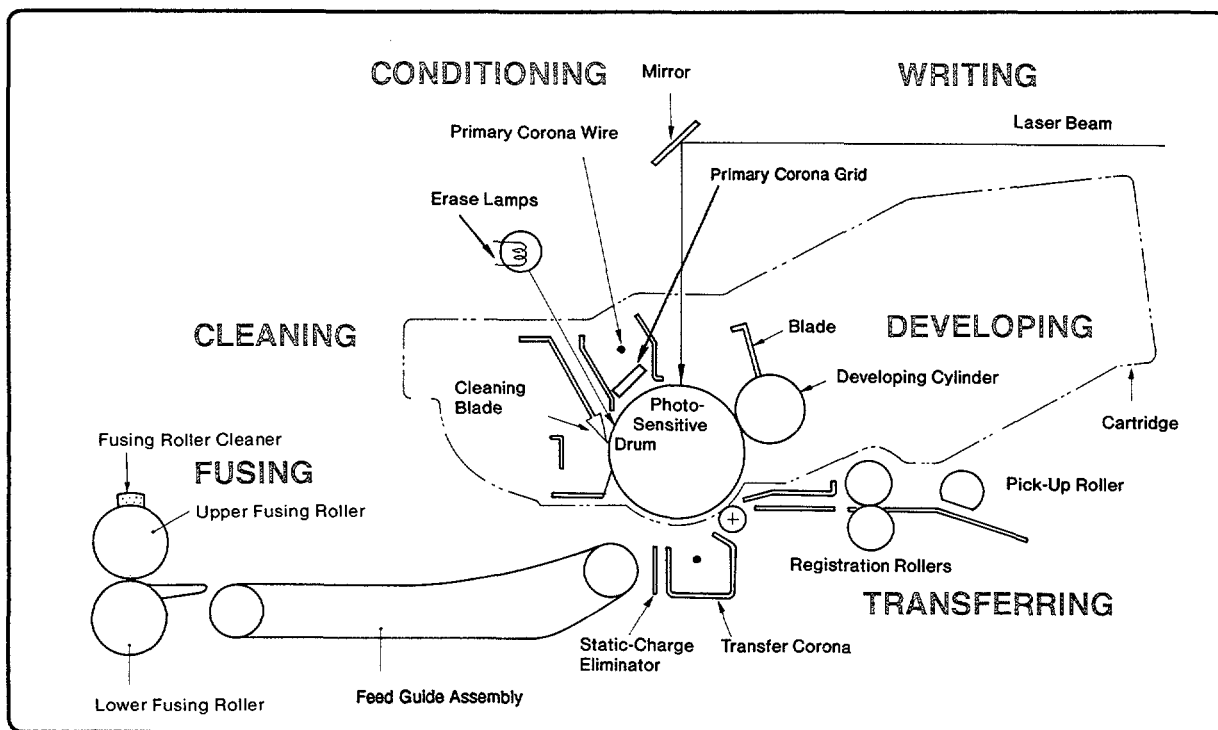 CONDITIONING
Mirror
WRITING
Laser Beam
Primary Corona Wire
Primary Corona Grid
Erase Lamps
CLEANING
Blade
DEVELOPING
Developing Cylinder
Cleaning
Blade
Photo-
Sensitive
Drum
Cartridge
Fusing Roller Cleaner
FUSING
Upper Fusing Roller
Pick-Up Roller
Registration Rollers
TRANSFERRING
Static-Charge
Eliminator
Transfer Corona
Feed Guide Assembly
Lower Fusing Roller